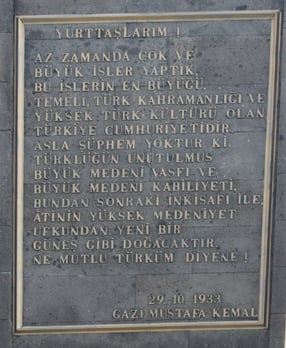 YURTTAŞLARIM !
AZ ZAMANDA ÇOK VE
BÜYÜK İŞLER YAPTIK.
BU İŞLERİN EN BÜYÜĞÜ,
TEMELİ, TÜRK KAHRAMANLIĞI VE
YÜKSEK TÜRK KÜLTÜRÜ OLAN
TÜRKİYE CUMHURİYETİDİR.
ASLA ŞÜPHEM YOKTUR Kİ,
TÜRKLÜĞÜN UNUTULMUŞ
BÜYÜK MEDENİ VASFI VE
BÜYÜK MEDENİ KABİLİYETİ,
BUNDAN SONRAKİ İNKİŞAFI İLE,
ATİNİN YÜKSEK MEDENİYET
UFKUNDAN YENİ BİR
GÜNEŞ GİBİ DOĞACAKTIR.
NE MUTLU TÜRKÜM DİYENE !
29. 10. 1933
GAZİ MUSTAFA KEMAL